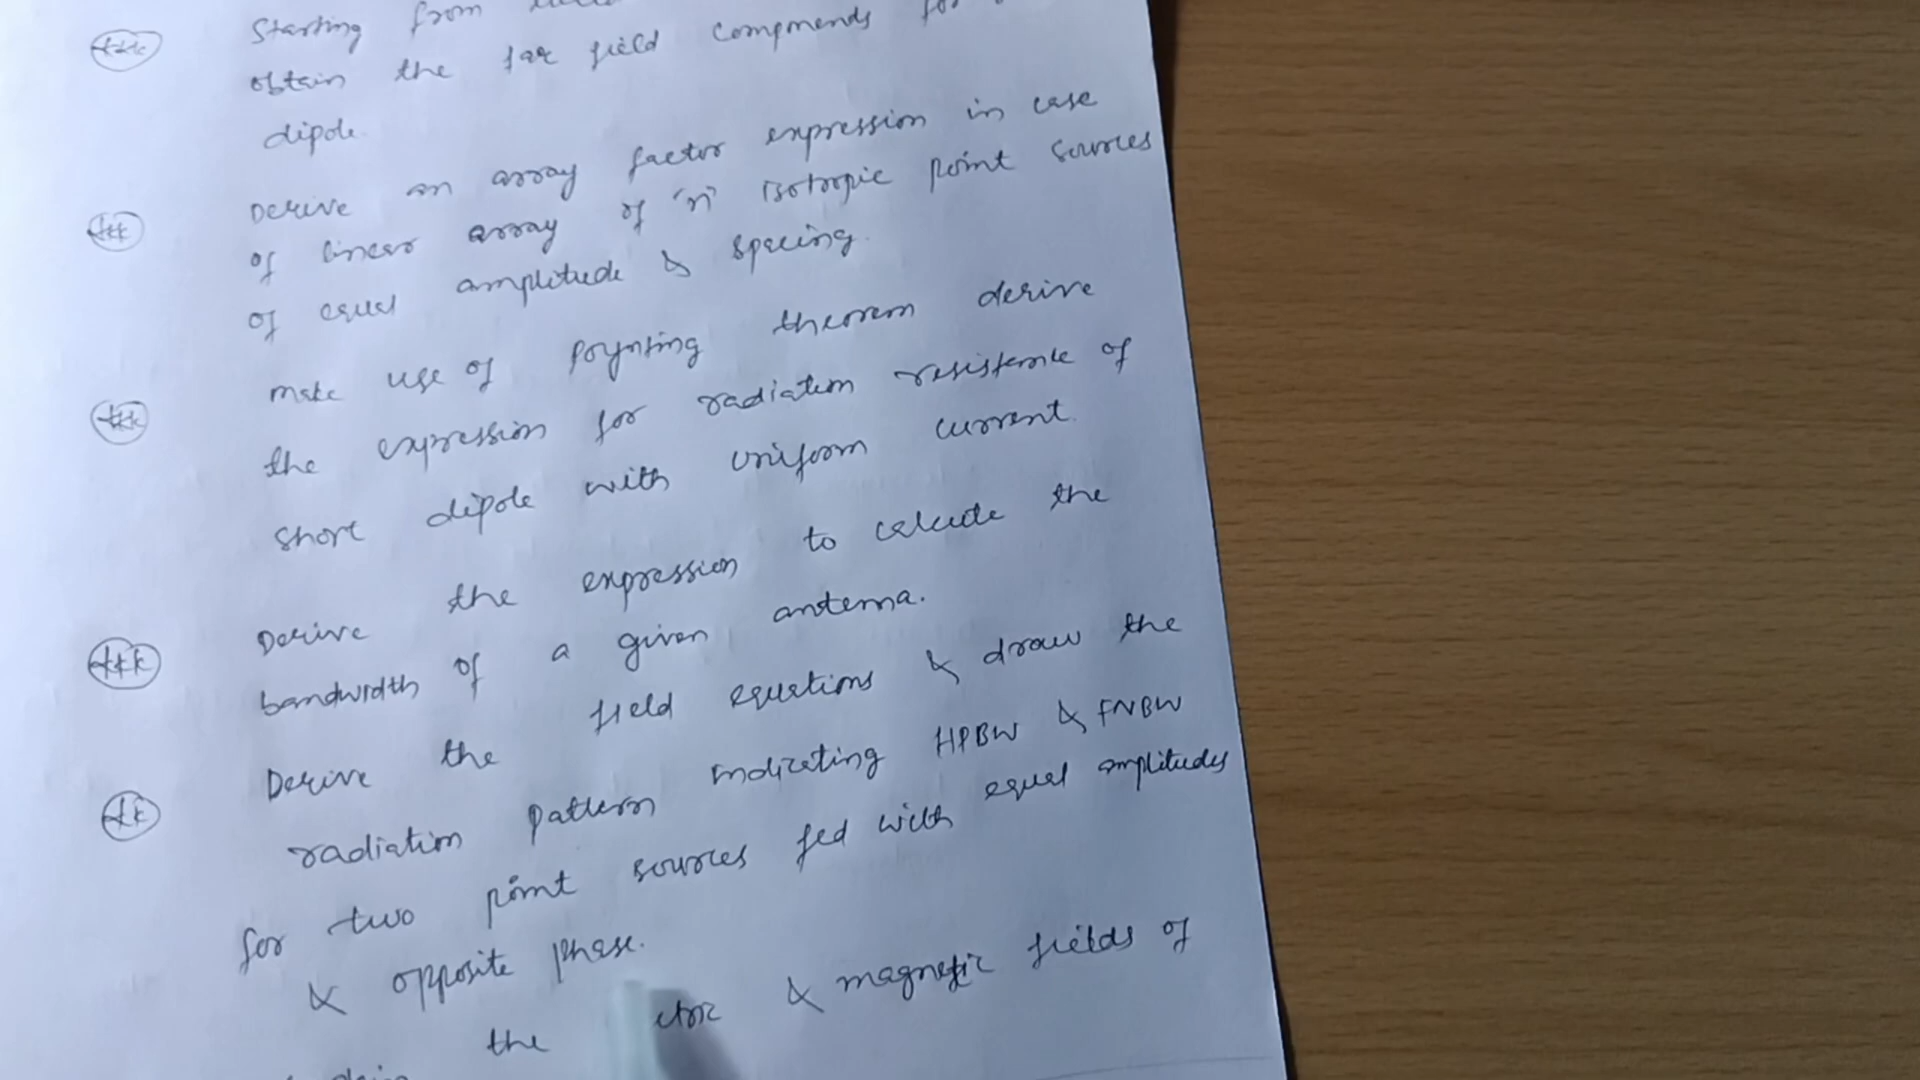 *** Starting from
obtain the far field components for
dipole.
** Derive an array factor expression in case
of linear array of 'n' isotropic point sources
of equal amplitude & spacing.
** make use of Poynting theorem derive
the expression for radiation resistance of
short dipole with uniform current.
*** Derive the expression to calculate the
bandwidth of a given antenna.
** Derive the field equations & draw the
radiation pattern indicating HPBW & FNBW
for two point sources fed with equal amplitudes
& opposite phase.
the & magnetic fields of